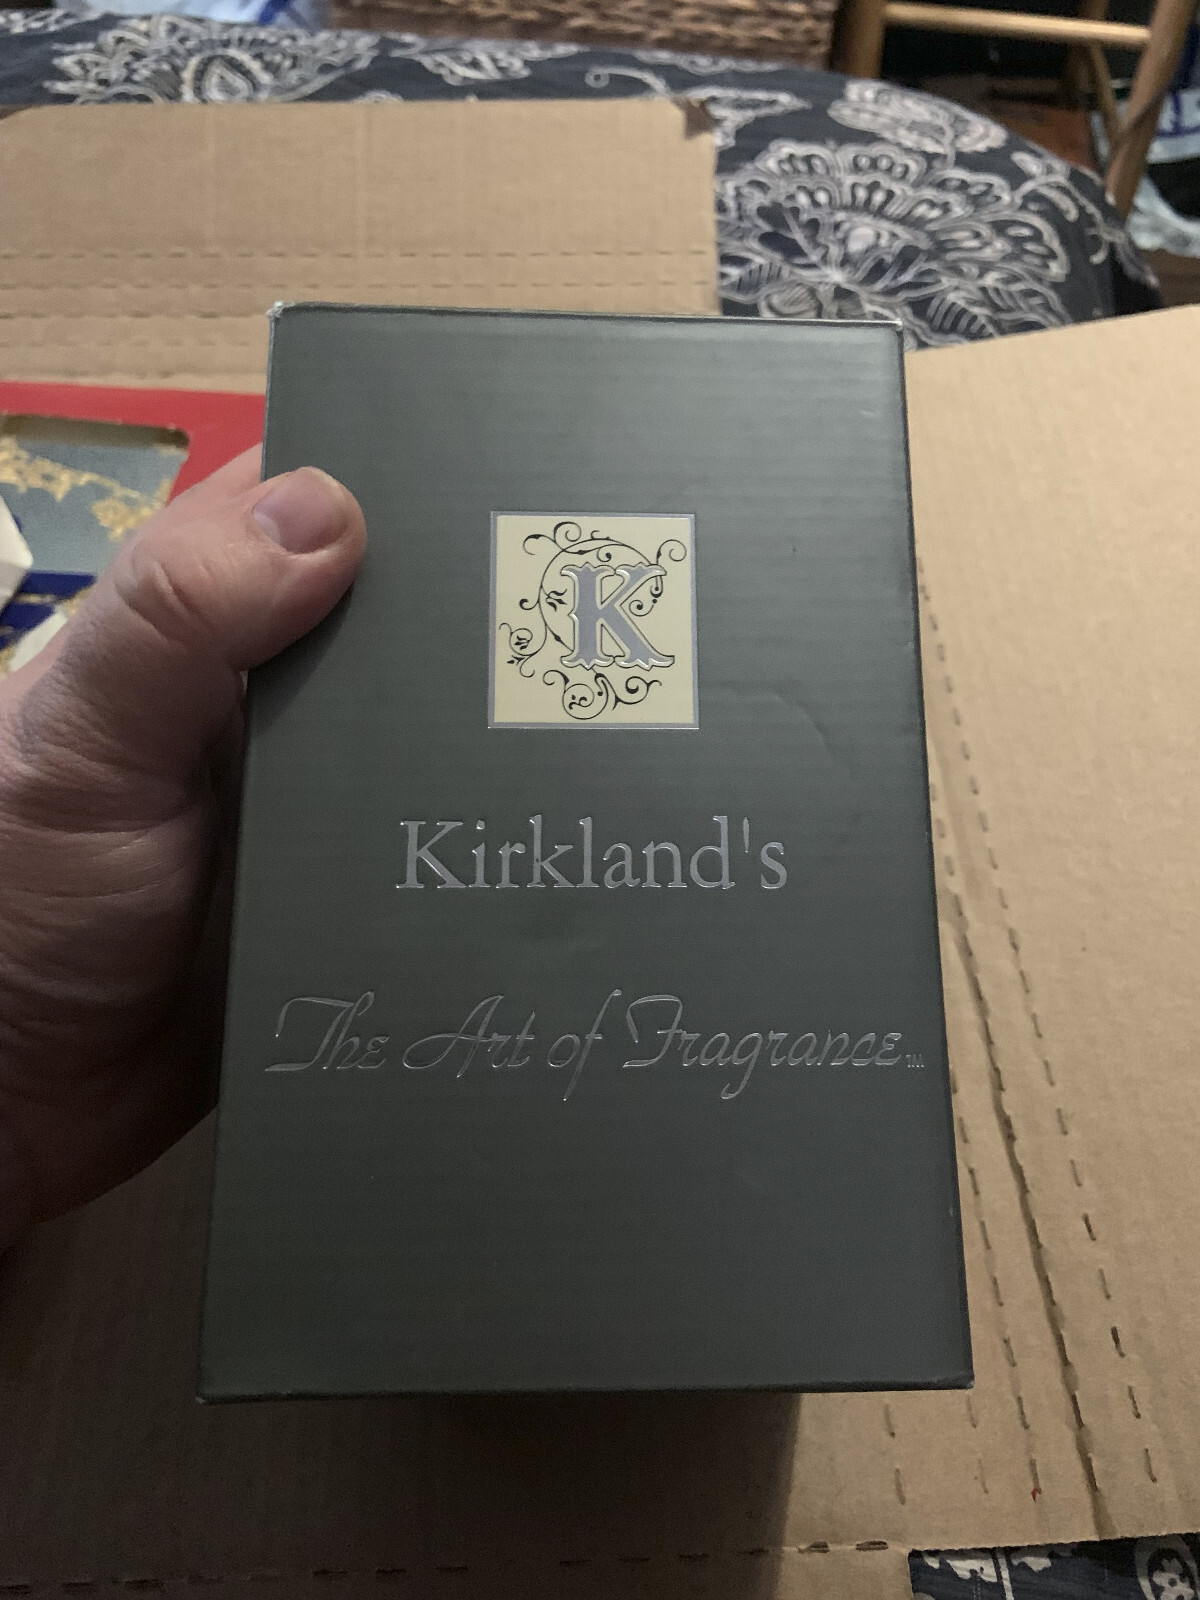 K
Kirkland's
The Art of Fragrance™